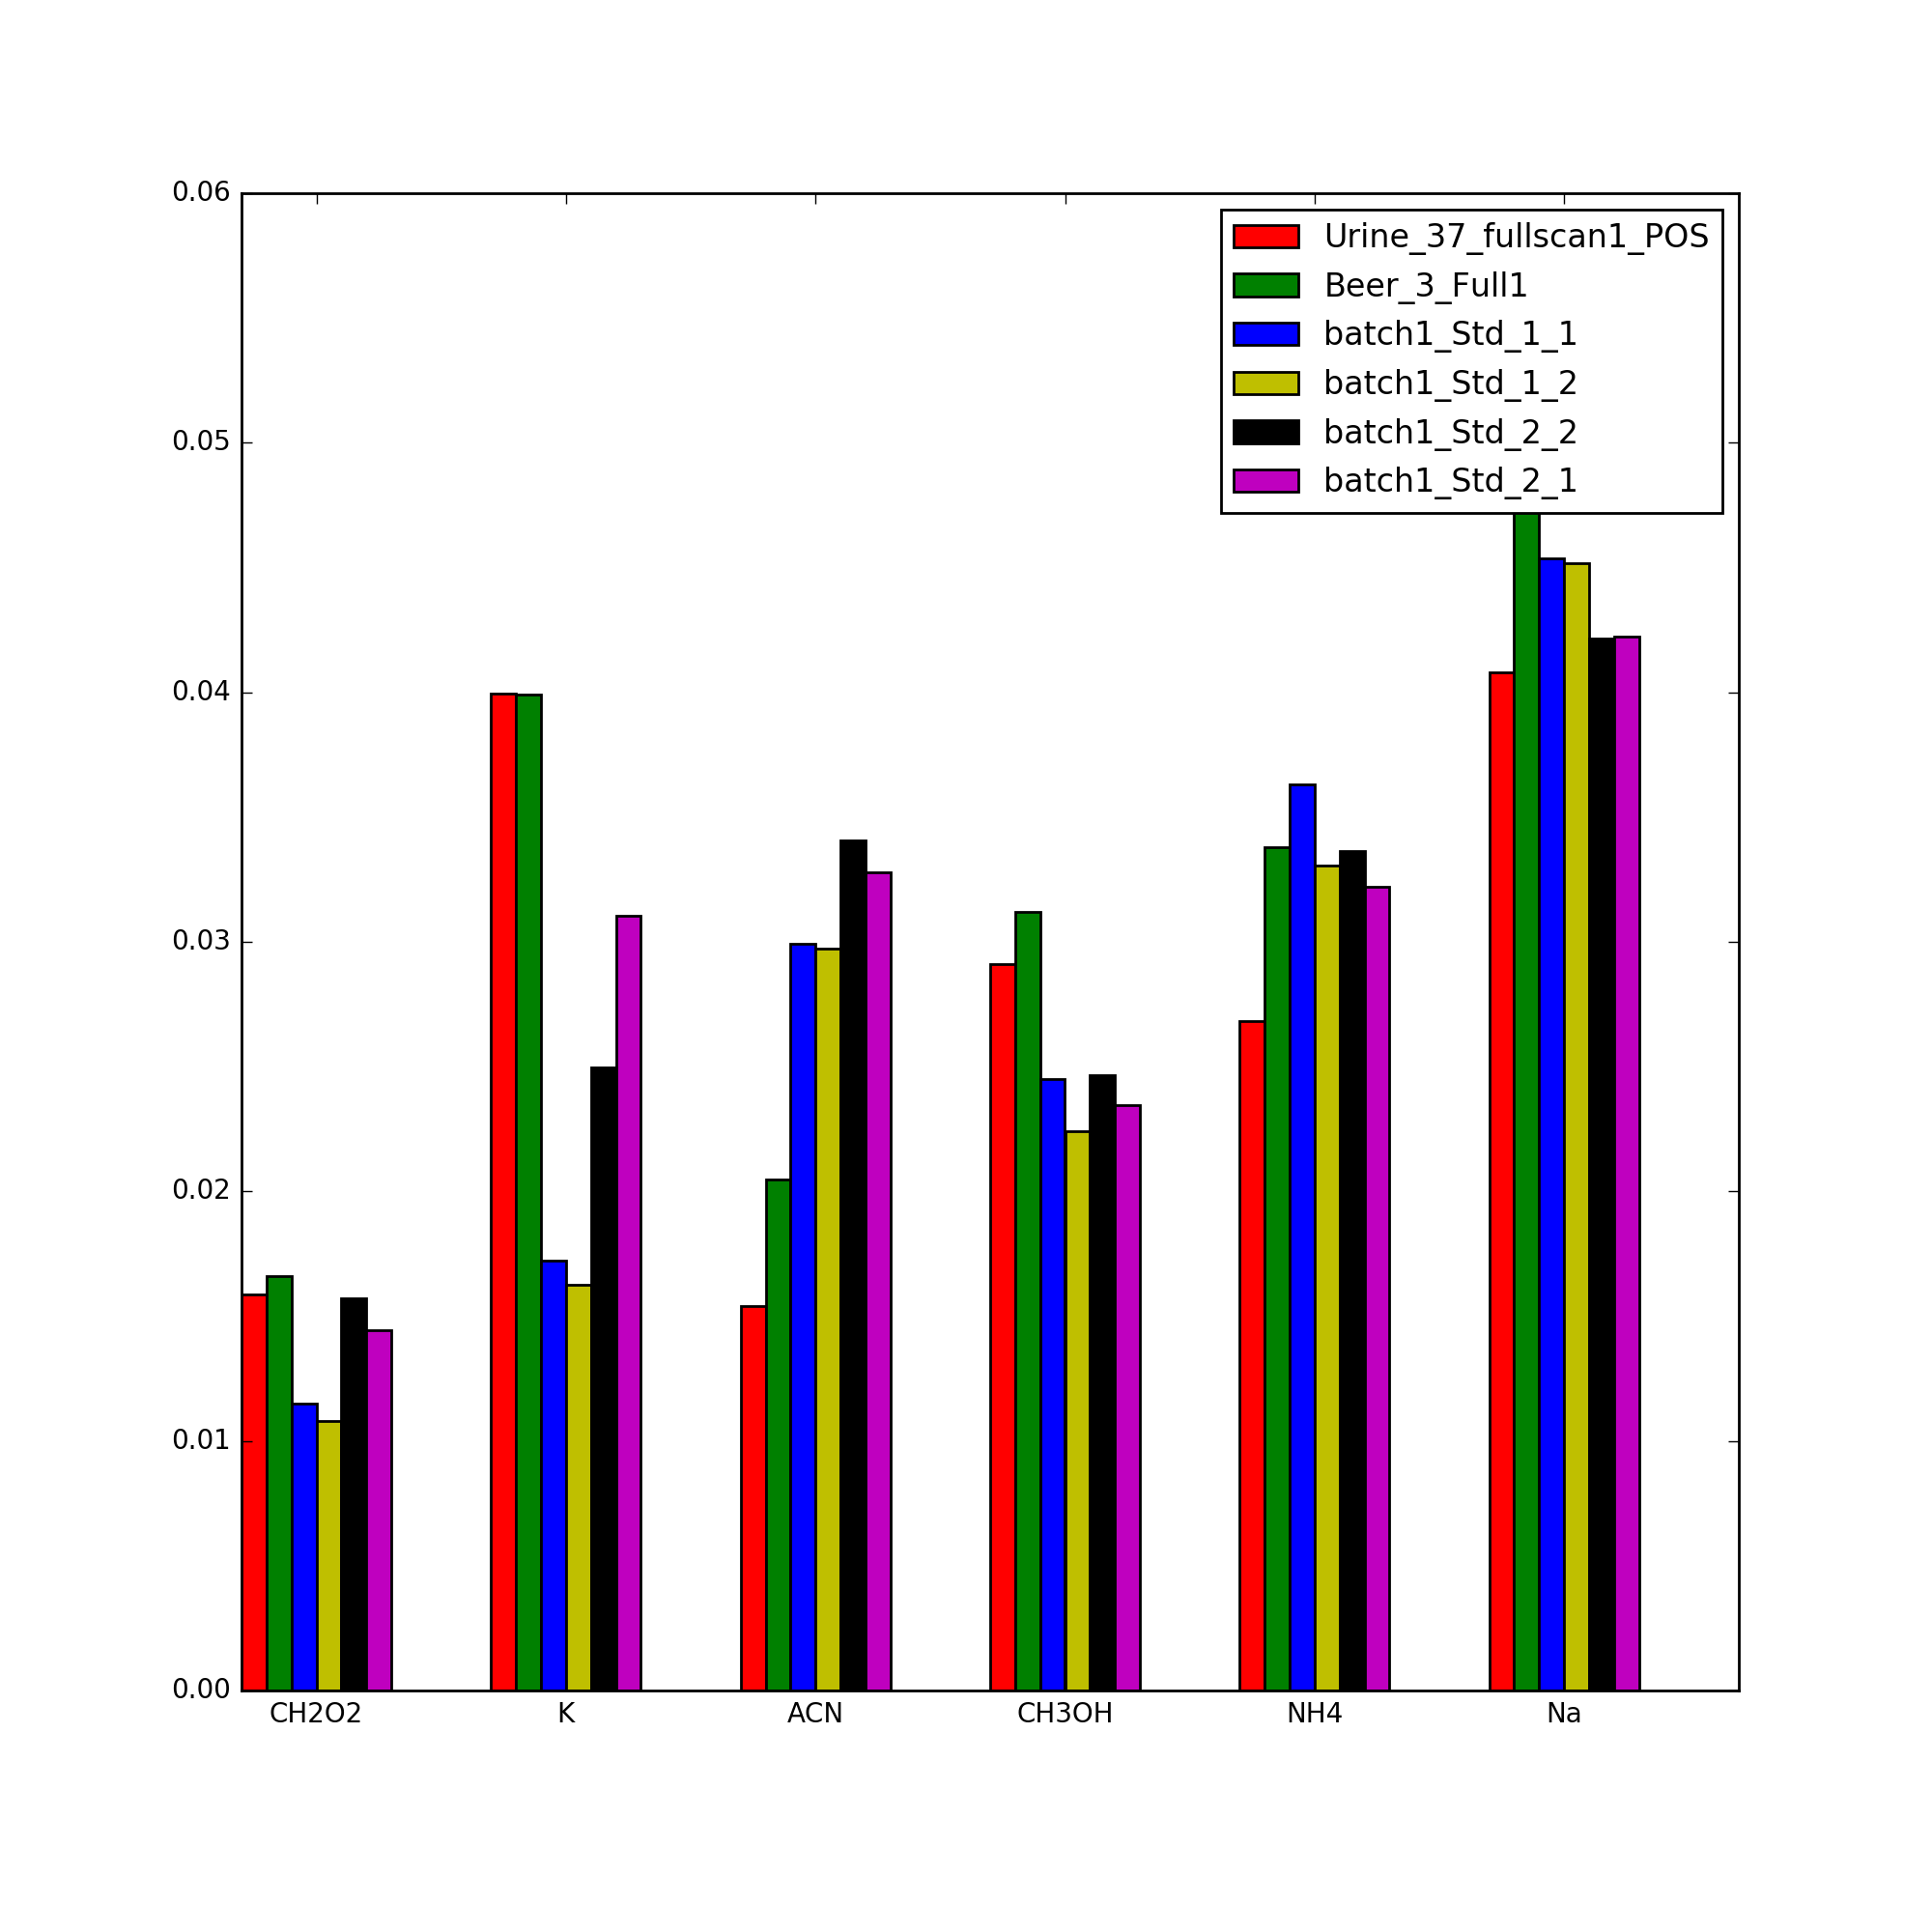 0.06
0.05
0.04
0.03
0.02
0.01
0.00
Urine_37_fullscan1_POS
Beer_3_Full1
batch1_Std_1_1
batch1_Std_1_2
batch1_Std_2_2
batch1_Std_2_1
CH2O2 K ACN CH3OH NH4 Na